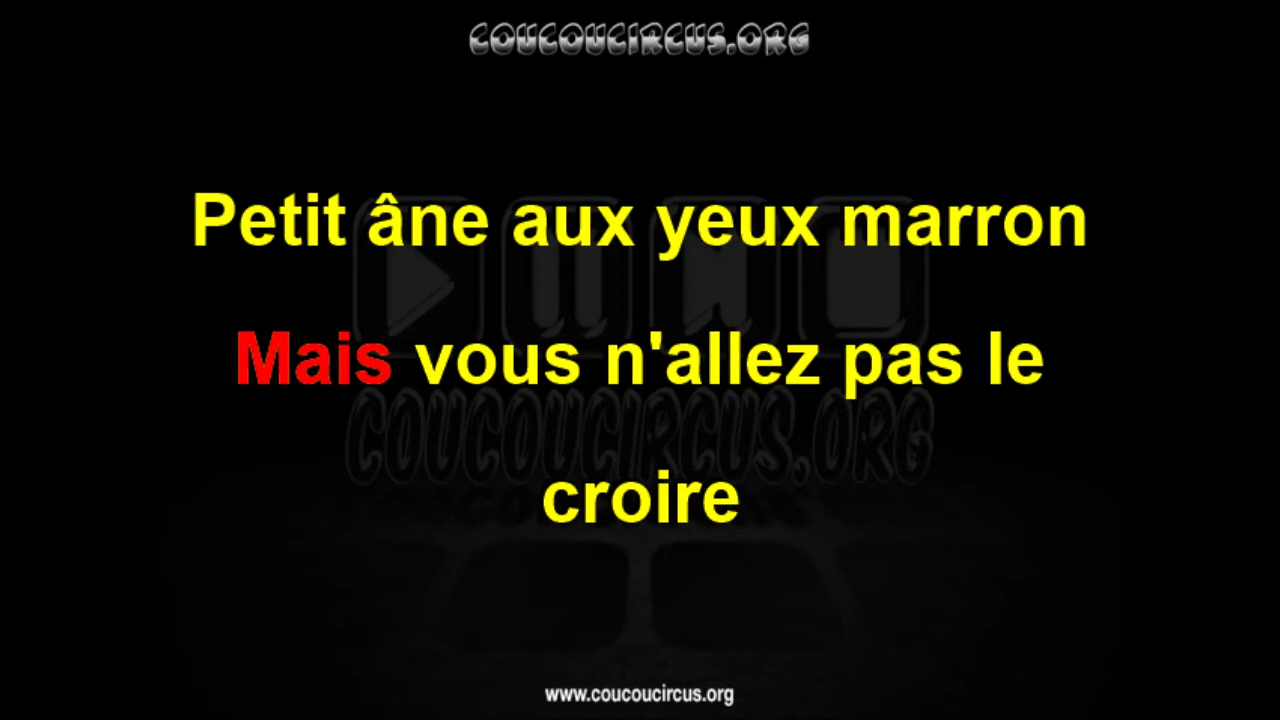 COUCOUCIRCUS.ORG
Petit âne aux yeux marron
Mais vous n'allez pas le
COUCOUCIRCUS.ORG
croire
www.coucoucircus.org